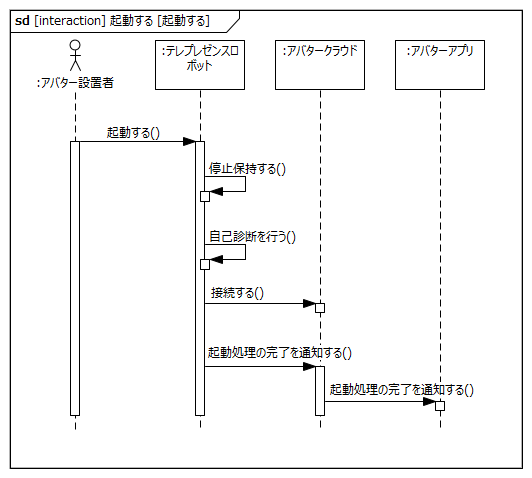 sd [interaction] 起動する [起動する]
:アバター設置者
:テレプレゼンスロ
ボット
:アバタークラウド
:アバターアプリ
起動する()
停止保持する()
自己診断を行う()
接続する()
起動処理の完了を通知する()
起動処理の完了を通知する()